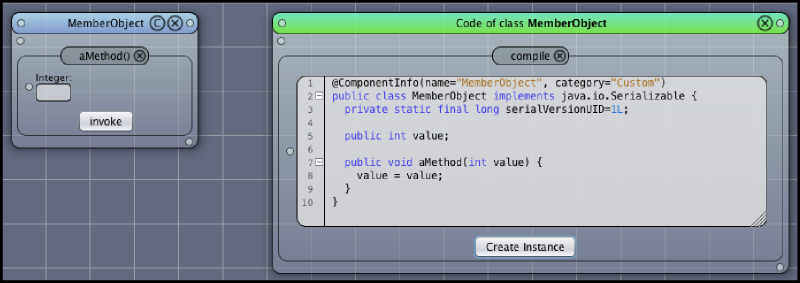 MemberObject C
aMethod()
Integer:
invoke
Code of class MemberObject
compile
1 @ComponentInfo(name="MemberObject", category="Custom")
2 public class MemberObject implements java.io.Serializable {
3 private static final long serialVersionUID=1L;
4
5 public int value;
6
7 public void aMethod(int value) {
8 value = value;
9 }
10 }
Create Instance